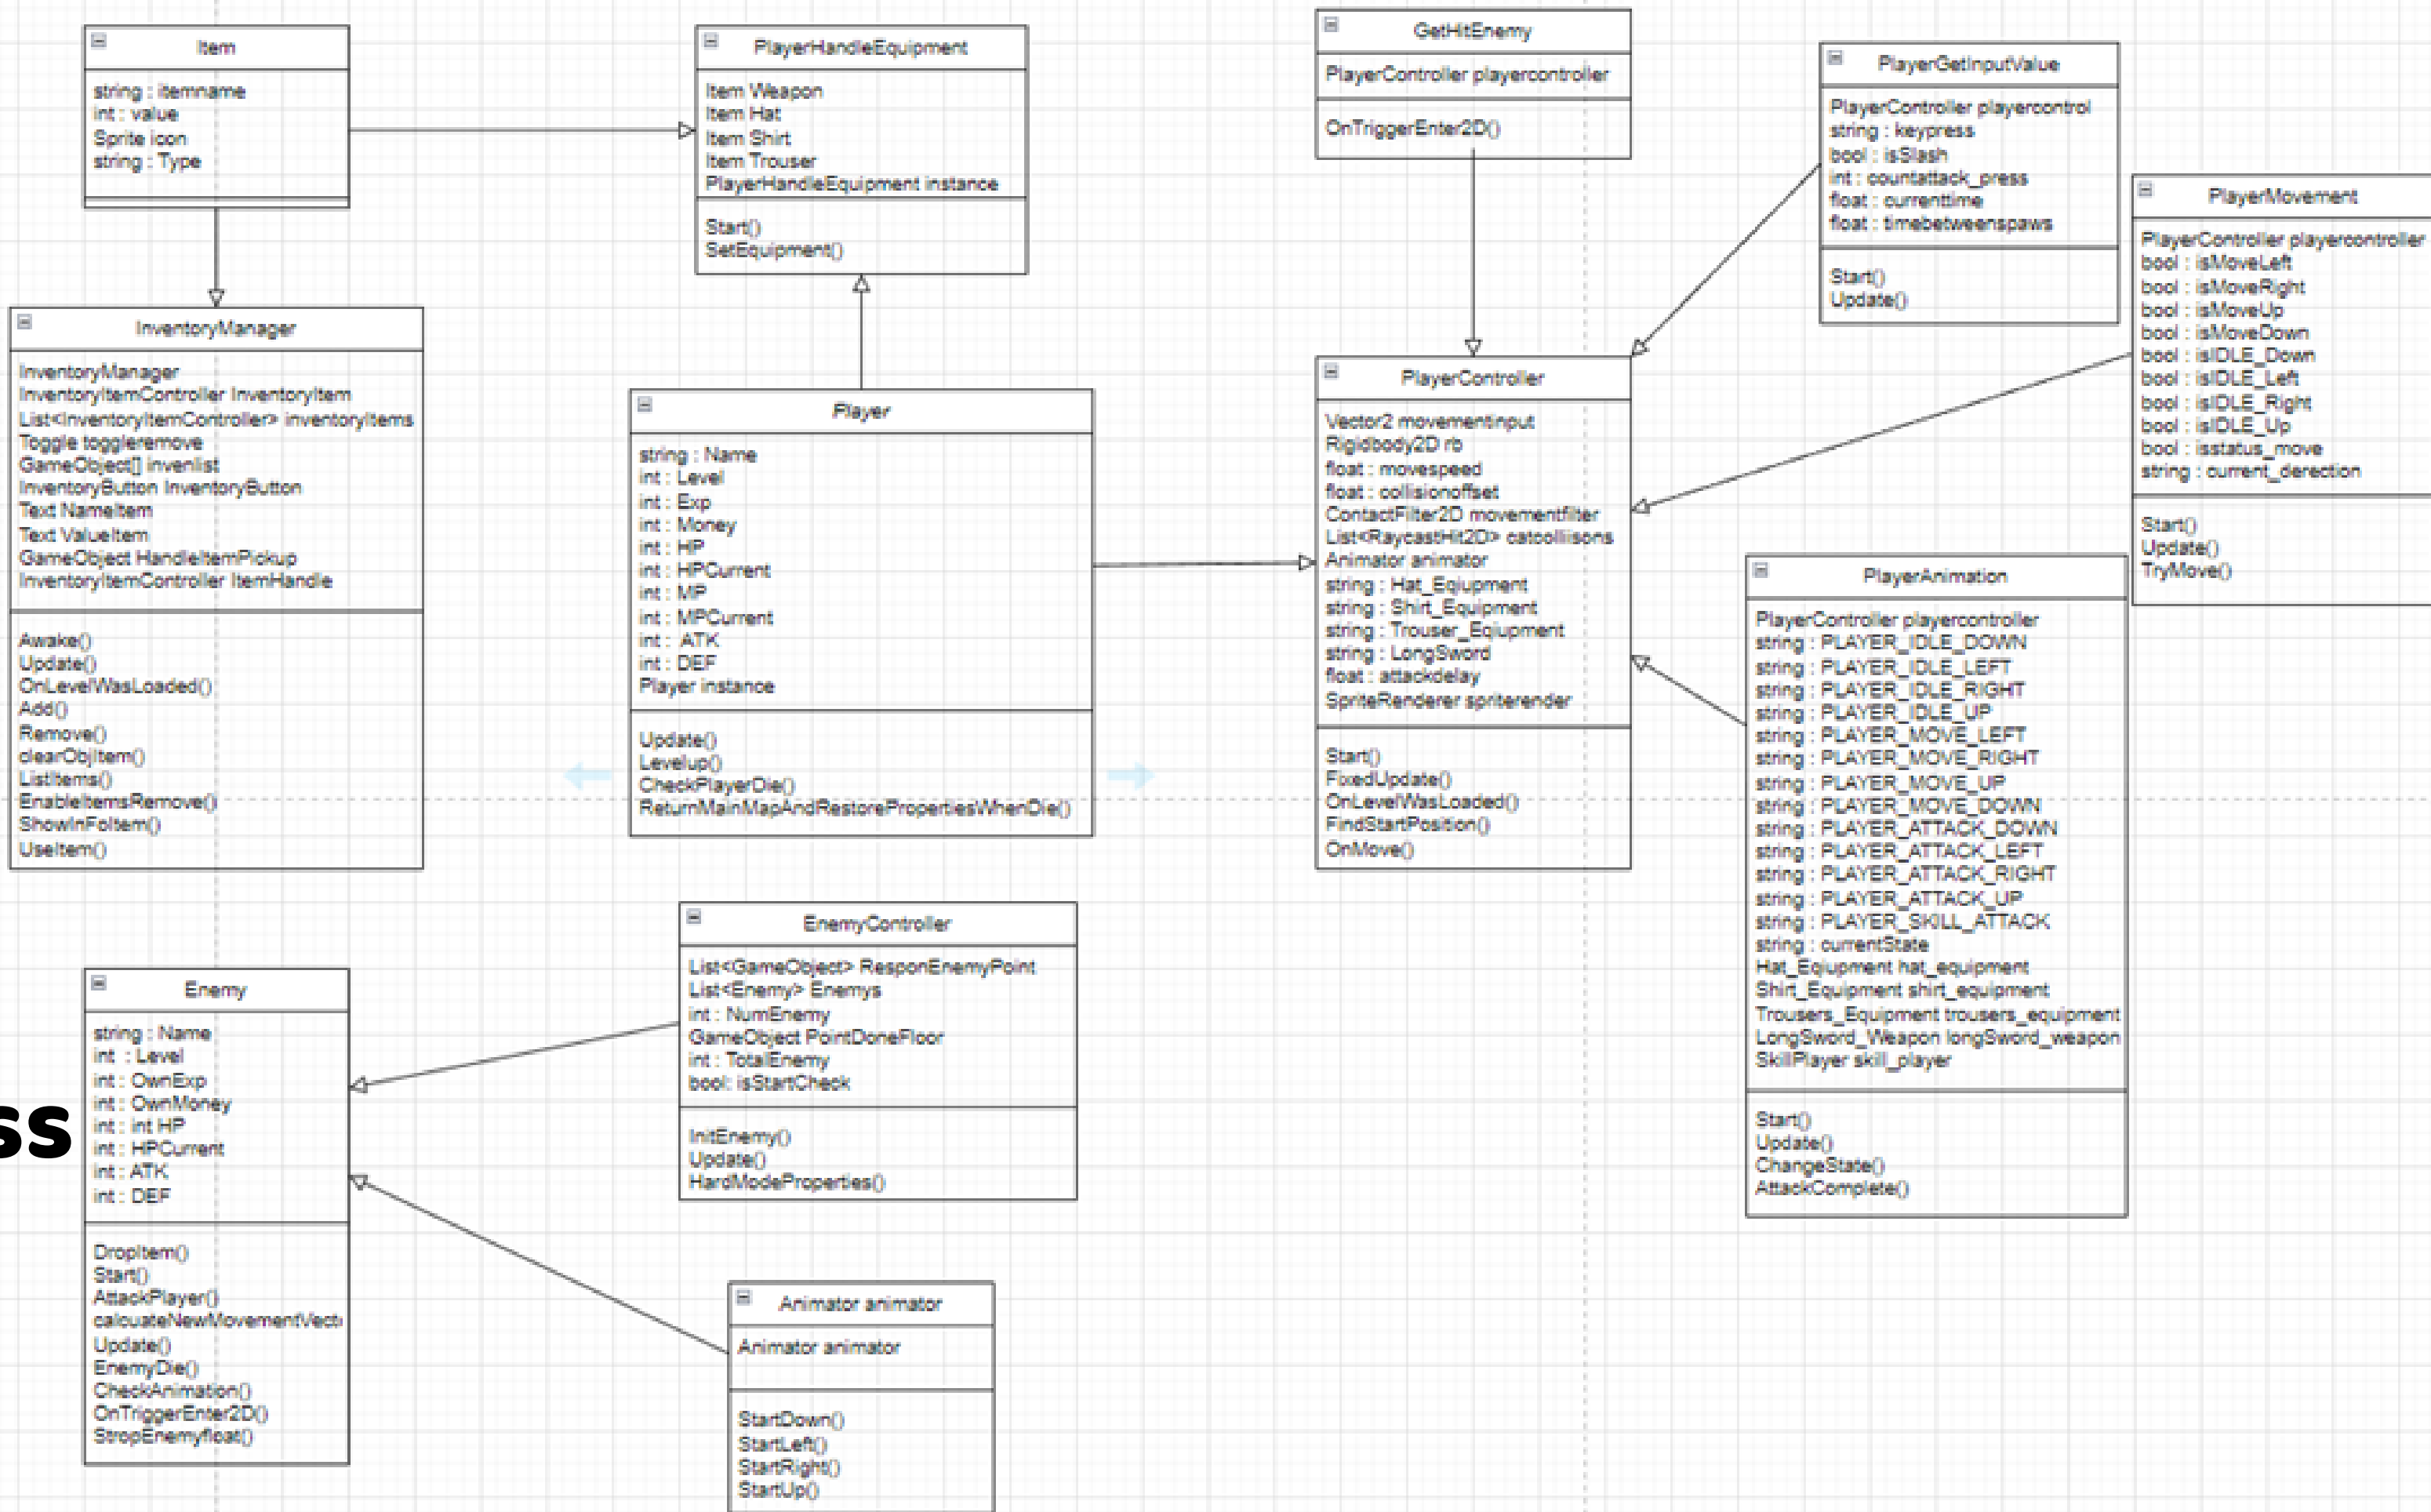 Item
string : itemname
int : value
Sprite icon
string : Type
PlayerHandleEquipment
Item Weapon
Item Hat
Item Shirt
Item Trouser
PlayerHandleEquipment instance
Start()
SetEquipment()
GetHitEnemy
PlayerController playercontroller
OnTriggerEnter2D()
PlayerGetInputValue
PlayerController playercontrol
string : keypress
bool : isSlash
int : countattack_press
float : currenttime
float : timebetweenspaws
Start()
Update()
PlayerMovement
PlayerController playercontroller
bool : isMoveLeft
bool : isMoveRight
bool : isMoveUp
bool : isMoveDown
bool : isIDLE_Down
bool : isIDLE_Left
bool : isIDLE_Right
bool : isIDLE_Up
bool : isstatus_move
string : current_derection
Start()
Update()
TryMove()
InventoryManager
InventoryManager
InventoryItemController InventoryItem
List<InventoryItemController> inventoryItems
Toggle toggleremove
GameObject[] invenlist
InventoryButton InventoryButton
Text NameItem
Text ValueItem
GameObject HandleItemPickup
InventoryItemController ItemHandle
Awake()
Update()
OnLevelWasLoaded()
Add()
Remove()
clearObjItem()
ListItems()
EnableItemsRemove()
ShowInFoItem()
UseItem()
Player
string : Name
int : Level
int : Exp
int : Money
int : HP
int : HPCurrent
int : MP
int : MPCurrent
int : ATK
int : DEF
Player instance
Update()
Levelup()
CheckPlayerDie()
ReturnMainMapAndRestorePropertiesWhenDie()
PlayerController
Vector2 movementinput
Rigidbody2D rb
float : movespeed
float : collisionoffset
ContactFilter2D movementfilter
List<RaycastHit2D> catcolliisons
Animator animator
string : Hat_Eqiupment
string : Shirt_Equipment
string : Trouser_Eqiupment
string : LongSword
float : attackdelay
SpriteRenderer spriterender
Start()
FixedUpdate()
OnLevelWasLoaded()
FindStartPosition()
OnMove()
PlayerAnimation
PlayerController playercontroller
string : PLAYER_IDLE_DOWN
string : PLAYER_IDLE_LEFT
string : PLAYER_IDLE_RIGHT
string : PLAYER_IDLE_UP
string : PLAYER_MOVE_LEFT
string : PLAYER_MOVE_RIGHT
string : PLAYER_MOVE_UP
string : PLAYER_MOVE_DOWN
string : PLAYER_ATTACK_DOWN
string : PLAYER_ATTACK_LEFT
string : PLAYER_ATTACK_RIGHT
string : PLAYER_ATTACK_UP
string : PLAYER_SKILL_ATTACK
string : currentState
Hat_Eqiupment hat_equipment
Shirt_Equipment shirt_equipment
Trousers_Equipment trousers_equipment
LongSword_Weapon longSword_weapon
SkillPlayer skill_player
Start()
Update()
ChangeState()
AttackComplete()
EnemyController
List<GameObject> ResponEnemyPoint
List<Enemy> Enemys
int : NumEnemy
GameObject PointDoneFloor
int : TotalEnemy
bool: isStartCheck
InitEnemy()
Update()
HardModeProperties()
Enemy
string : Name
int : Level
int : OwnExp
int : OwnMoney
int : int HP
int : HPCurrent
int : ATK
int : DEF
DropItem()
Start()
AttackPlayer()
calcuateNewMovementVect
Update()
EnemyDie()
CheckAnimation()
OnTriggerEnter2D()
StropEnemyfloat()
ss
Animator animator
Animator animator
StartDown()
StartLeft()
StartRight()
StartUp()